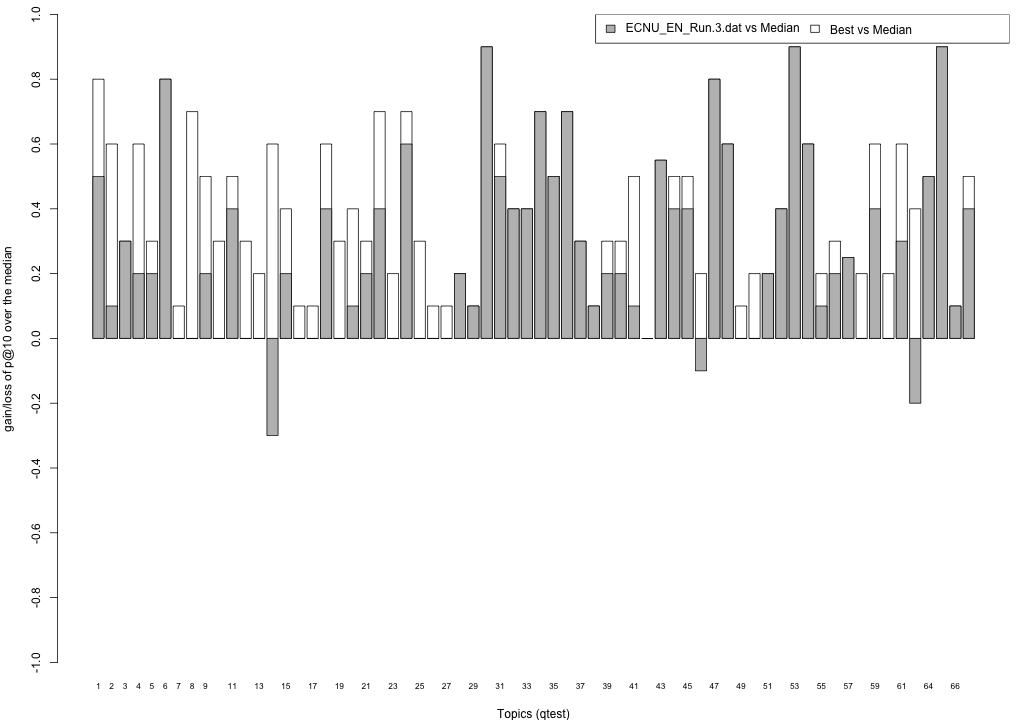 ECNU_EN_Run.3.dat vs Median Best vs Median
gain/loss of p@10 over the median
1.0
0.8
0.6
0.4
0.2
0.0
-0.2
-0.4
-0.6
-0.8
-1.0
1 2 3 4 5 6 7 8 9 11 13 15 17 19 21 23 25 27 29 31 33 35 37 39 41 43 45 47 49 51 53 55 57 59 61 64 66
Topics (qtest)